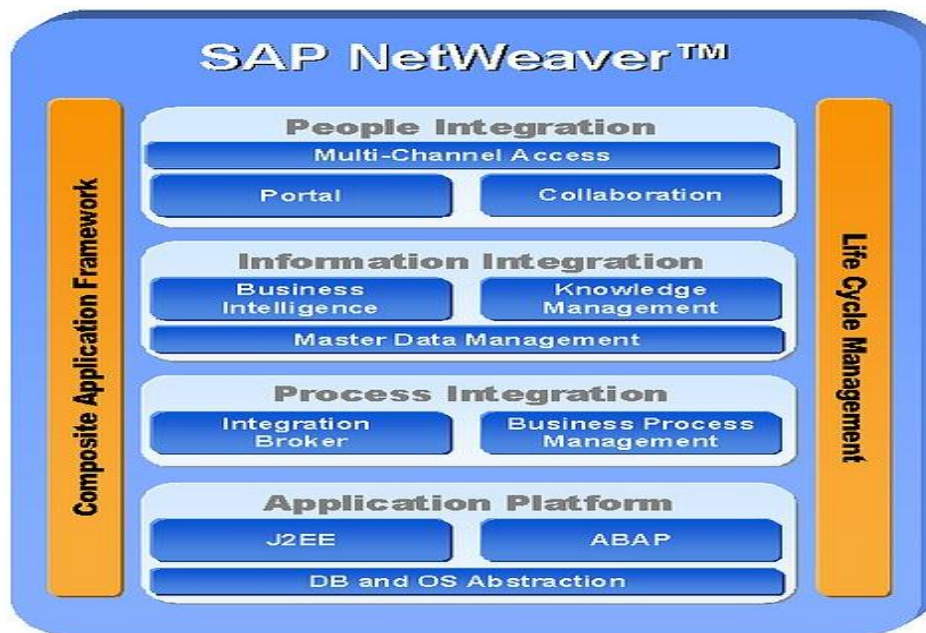 SAP NetWeaver™
Composite Application Framework
People Integration
Multi-Channel Access
Portal
Collaboration
Information Integration
Business
Intelligence
Knowledge
Management
Master Data Management
Process Integration
Integration
Broker
Business Process
Management
Application Platform
J2EE
ABAP
DB and OS Abstraction
Life Cycle Management